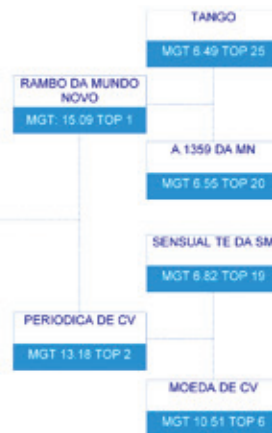 TANGO
MGT 6.49 TOP 25
RAMBO DA MUNDO
NOVO
MGT: 15.09 TOP 1
A 1359 DA MN
MGT 6.55 TOP 20
SENSUAL TE DA SM
MGT 6.82 TOP 19
PERIODICA DE CV
MGT 13.18 TOP 2
MOEDA DE CV
MGT 10.51 TOP 6